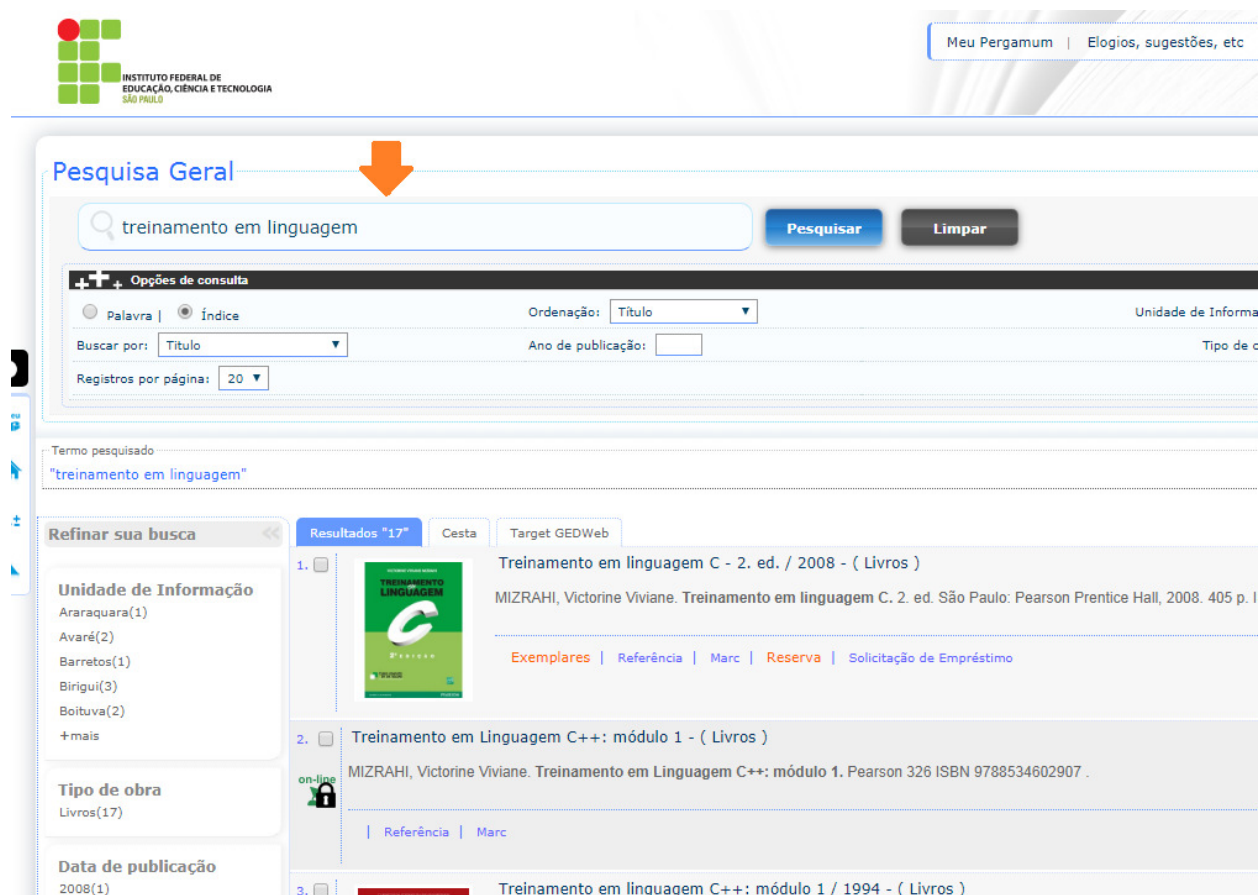 INSTITUTO FEDERAL DE
EDUCAÇÃO, CIÊNCIA E TECNOLOGIA
SÃO PAULO
Meu Pergamum | Elogios, sugestões, etc
Pesquisa Geral
treinamento em linguagem
Pesquisar Limpar
Opções de consulta
Palavra | Índice Ordenação: Título Unidade de Informa
Buscar por: Titulo Ano de publicação: Tipo de
Registros por página: 20
Termo pesquisado
"treinamento em linguagem"
Refinar sua busca
Resultados "17" Cesta Target GEDWeb
Unidade de Informação
Araraquara(1)
Avaré(2)
Barretos(1)
Birigui(3)
Boituva(2)
+mais
Tipo de obra
Livros(17)
Data de publicação
2008(1)
1. Treinamento em linguagem C - 2. ed. / 2008 - ( Livros )
TREINAMENTO EM
LINGUAGEM
C
2ª EDIÇÃO
MIZRAHI, Victorine Viviane. Treinamento em linguagem C. 2. ed. São Paulo: Pearson Prentice Hall, 2008. 405 p. I
Exemplares | Referência | Marc | Reserva | Solicitação de Empréstimo
2. Treinamento em Linguagem C++: módulo 1 - ( Livros )
on-line
MIZRAHI, Victorine Viviane. Treinamento em Linguagem C++: módulo 1. Pearson 326 ISBN 9788534602907 .
| Referência | Marc
3. Treinamento em linguagem C++: módulo 1 / 1994 - ( Livros )